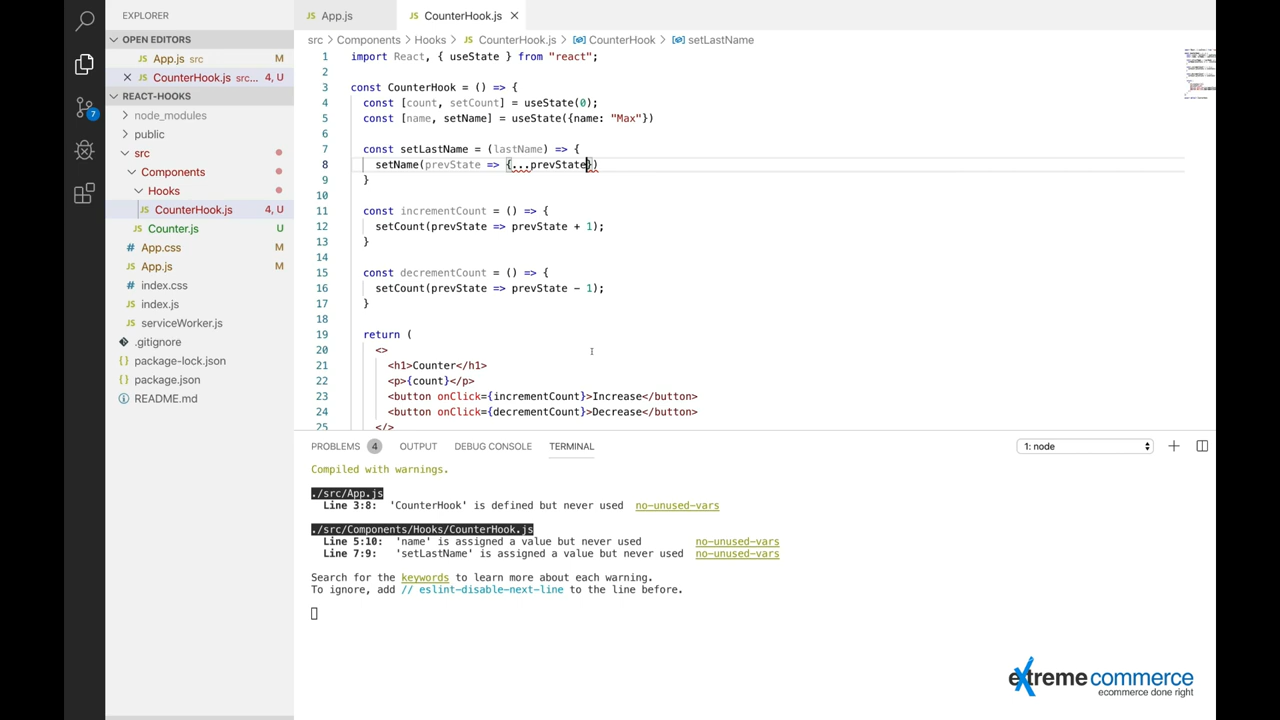 EXPLORER
OPEN EDITORS
JS App.js src M
JS CounterHook.js src... 4, U
REACT-HOOKS
node_modules
public
src
Components
Hooks
JS CounterHook.js 4, U
JS Counter.js U
# App.css M
JS App.js M
# index.css
JS index.js
JS serviceWorker.js
.gitignore
{} package-lock.json
{} package.json
README.md
7
JS App.js
JS CounterHook.js
src › Components › Hooks › JS CounterHook.js › CounterHook › setLastName
1 import React, { useState } from "react";
2
3 const CounterHook = () => {
4 const [count, setCount] = useState(0);
5 const [name, setName] = useState({name: "Max"})
6
7 const setLastName = (lastName) => {
8 setName(prevState => {...prevState})
9 }
10
11 const incrementCount = () => {
12 setCount(prevState => prevState + 1);
13 }
14
15 const decrementCount = () => {
16 setCount(prevState => prevState - 1);
17 }
18
19 return (
20 <>
21 <h1>Counter</h1>
22 <p>{count}</p>
23 <button onClick={incrementCount}>Increase</button>
24 <button onClick={decrementCount}>Decrease</button>
25 </>
PROBLEMS 4 OUTPUT DEBUG CONSOLE TERMINAL 1: node
Compiled with warnings.
./src/App.js
Line 3:8: 'CounterHook' is defined but never used no-unused-vars
./src/Components/Hooks/CounterHook.js
Line 5:10: 'name' is assigned a value but never used no-unused-vars
Line 7:9: 'setLastName' is assigned a value but never used no-unused-vars
Search for the keywords to learn more about each warning.
To ignore, add // eslint-disable-next-line to the line before.
extreme commerce
ecommerce done right